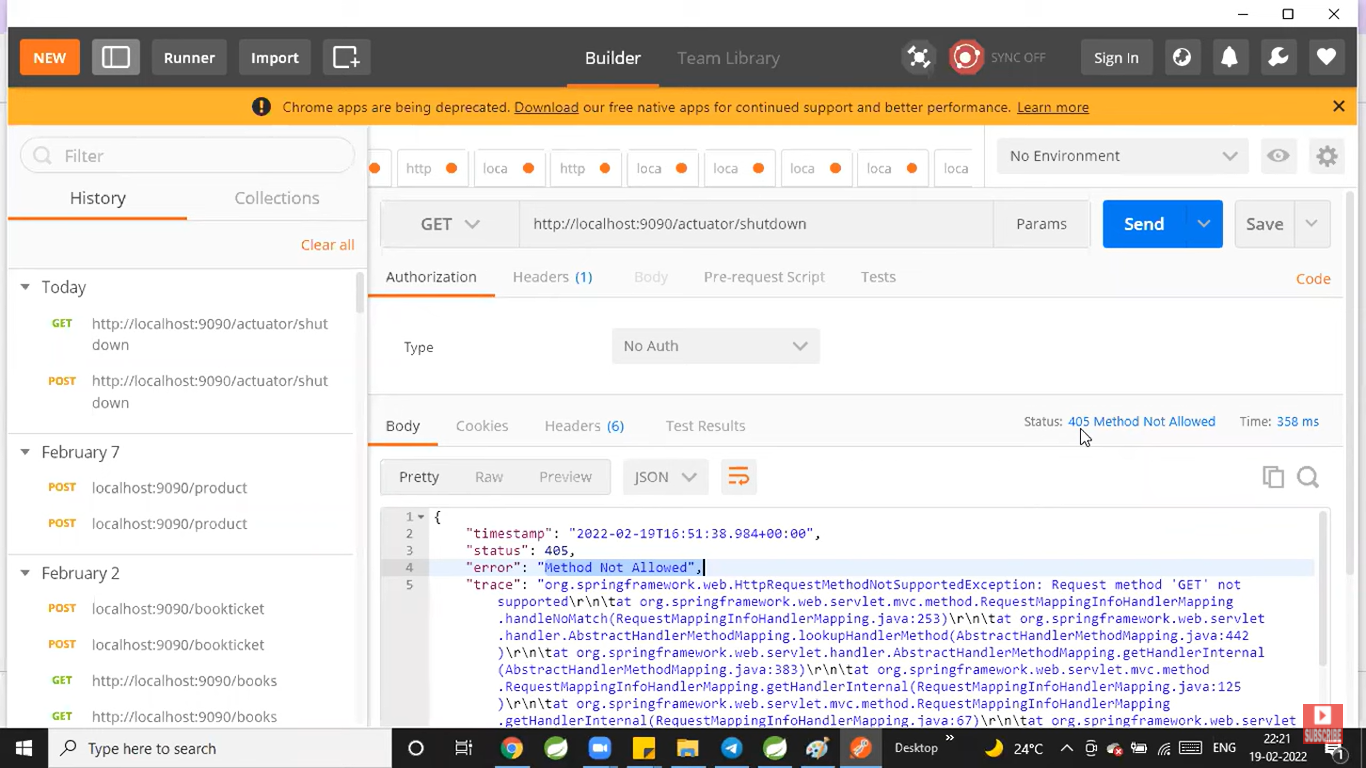 NEW
Runner
Import
Builder
Team Library
SYNC OFF
Sign In
Chrome apps are being deprecated. Download our free native apps for continued support and better performance. Learn more
Filter
http
loca
http
loca
loca
loca
loca
loca
No Environment
History
Collections
GET
http://localhost:9090/actuator/shutdown
Params
Send
Save
Clear all
Authorization
Headers (1)
Body
Pre-request Script
Tests
Code
Today
GET
http://localhost:9090/actuator/shut
down
POST
http://localhost:9090/actuator/shut
down
Type
No Auth
February 7
POST
localhost:9090/product
POST
localhost:9090/product
February 2
POST
localhost:9090/bookticket
POST
localhost:9090/bookticket
GET
http://localhost:9090/books
GET
http://localhost:9090/books
Body
Cookies
Headers (6)
Test Results
Status: 405 Method Not Allowed
Time: 358 ms
Pretty
Raw
Preview
JSON
1 {
2 "timestamp": "2022-02-19T16:51:38.984+00:00",
3 "status": 405,
4 "error": "Method Not Allowed",
5 "trace": "org.springframework.web.HttpRequestMethodNotSupportedException: Request method 'GET' not
supported\r\n\tat org.springframework.web.servlet.mvc.method.RequestMappingInfoHandlerMapping
.handleNoMatch(RequestMappingInfoHandlerMapping.java:253)\r\n\tat org.springframework.web.servlet
.handler.AbstractHandlerMethodMapping.lookupHandlerMethod(AbstractHandlerMethodMapping.java:442
)\r\n\tat org.springframework.web.servlet.handler.AbstractHandlerMethodMapping.getHandlerInternal
(AbstractHandlerMethodMapping.java:383)\r\n\tat org.springframework.web.servlet.mvc.method
.RequestMappingInfoHandlerMapping.getHandlerInternal(RequestMappingInfoHandlerMapping.java:125
)\r\n\tat org.springframework.web.servlet.mvc.method.RequestMappingInfoHandlerMapping
.getHandlerInternal(RequestMappingInfoHandlerMapping.java:67)\r\n\tat org.springframework.web.servlet
SUBSCRIBE
Type here to search
Desktop
24°C
ENG
22:21
19-02-2022
1